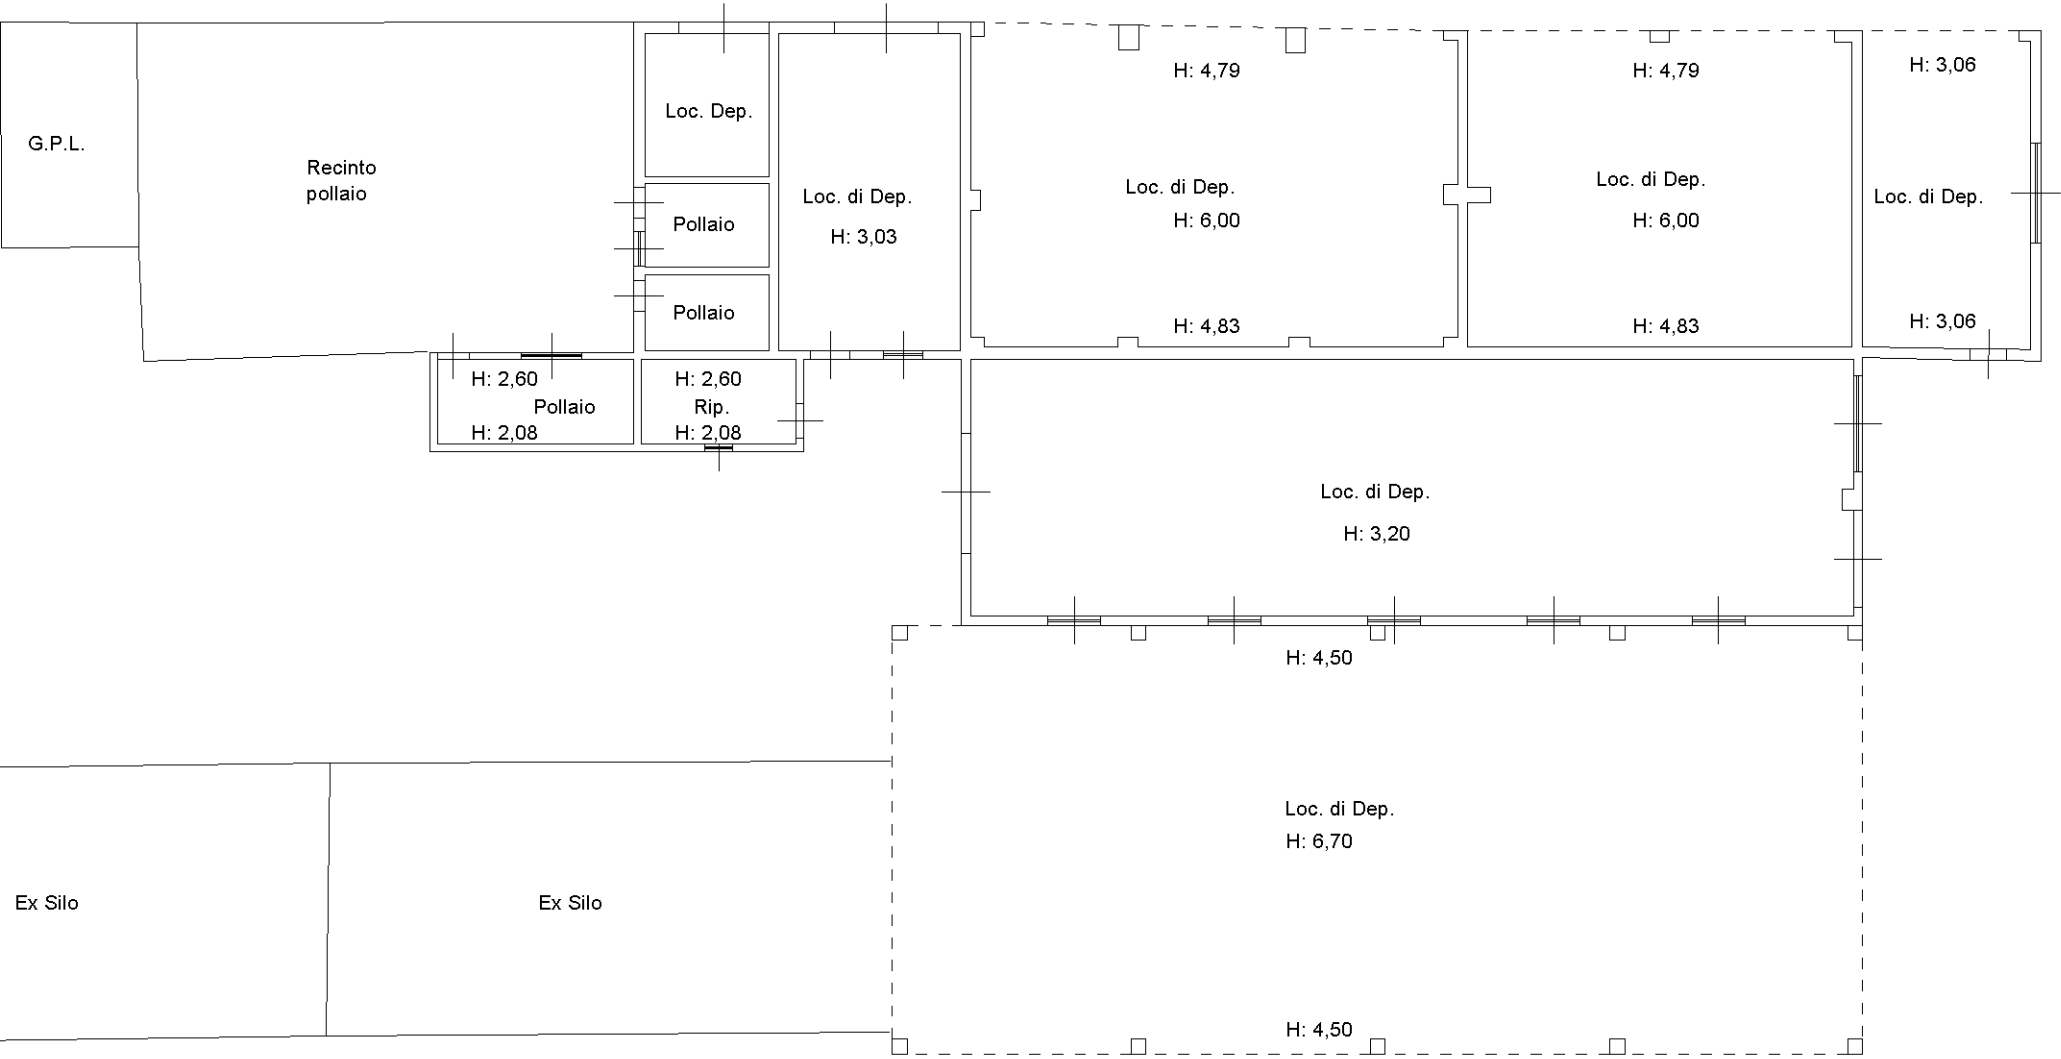 G.P.L.
Recinto
pollaio
Loc. Dep.
Pollaio
Pollaio
Loc. di Dep.
H: 3,03
H: 4,79
Loc. di Dep.
H: 6,00
H: 4,83
H: 4,79
Loc. di Dep.
H: 6,00
H: 4,83
H: 3,06
Loc. di Dep.
H: 3,06
H: 2,60
Pollaio
H: 2,08
H: 2,60
Rip.
H: 2,08
Loc. di Dep.
H: 3,20
H: 4,50
Loc. di Dep.
H: 6,70
H: 4,50
Ex Silo
Ex Silo